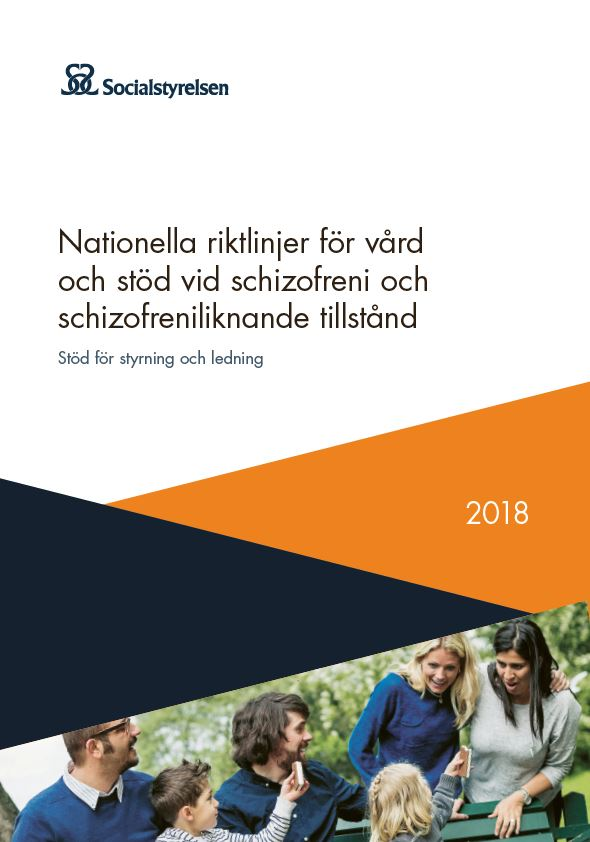 Socialstyrelsen
Nationella riktlinjer för vård
och stöd vid schizofreni och
schizofreniliknande tillstånd
Stöd för styrning och ledning
2018